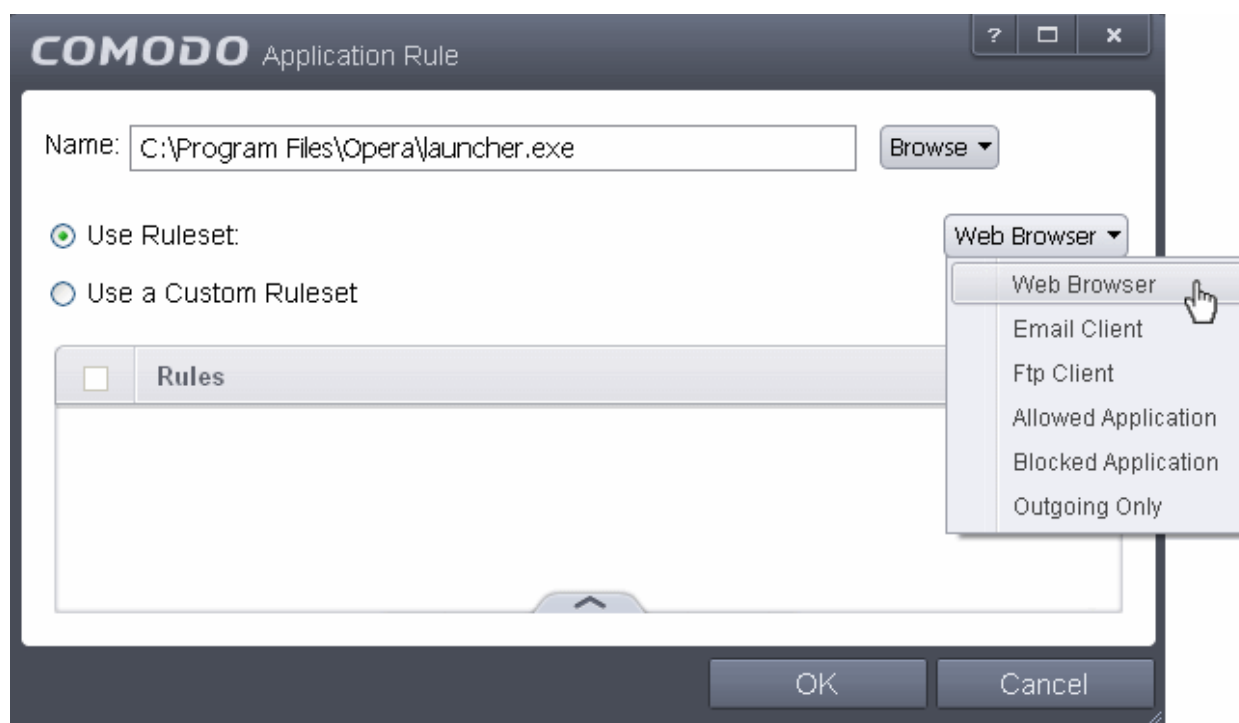 COMODO Application Rule
?
Name: C:\Program Files\Opera\launcher.exe Browse
Use Ruleset: Web Browser
Web Browser
Use a Custom Ruleset
Email Client
Rules
Ftp Client
Allowed Application
Blocked Application
Outgoing Only
OK Cancel